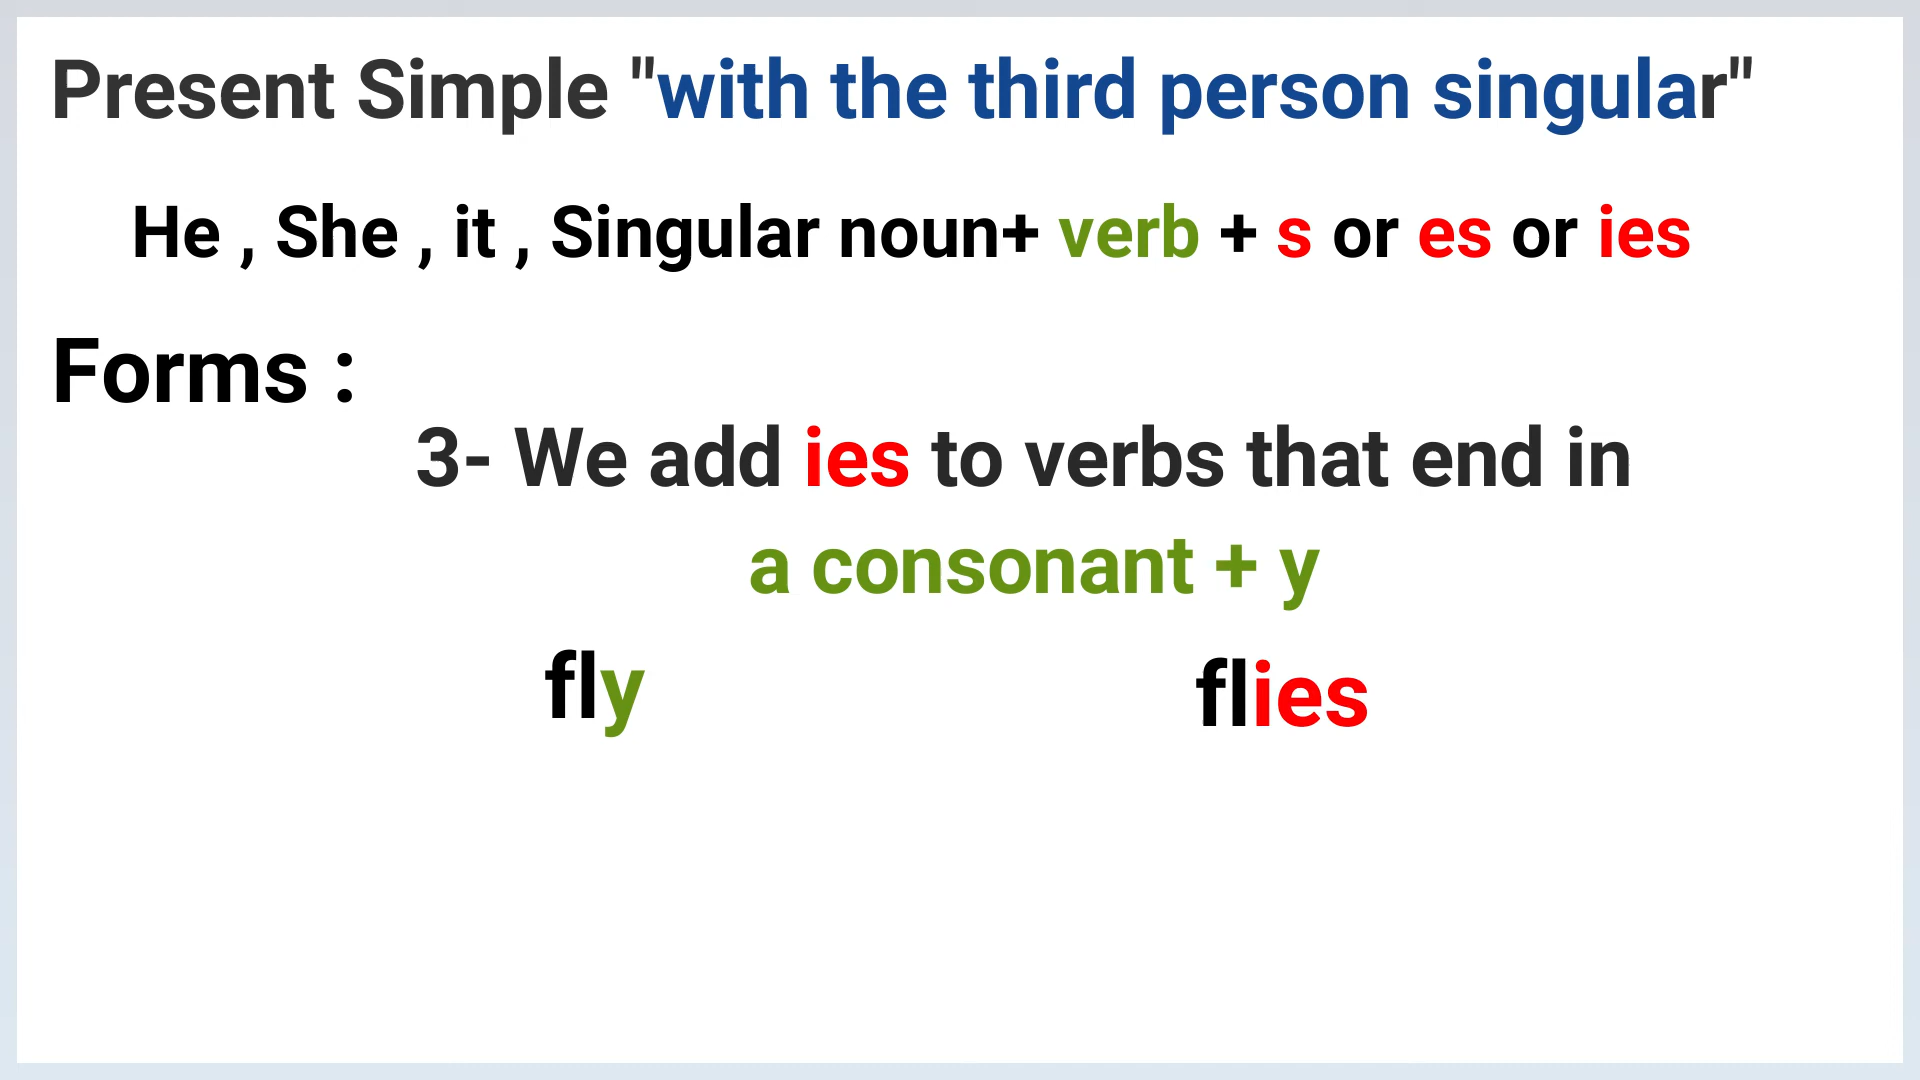 Present Simple "with the third person singular"
He , She , it , Singular noun+ verb + s or es or ies
Forms :
3- We add ies to verbs that end in
a consonant + y
fly flies